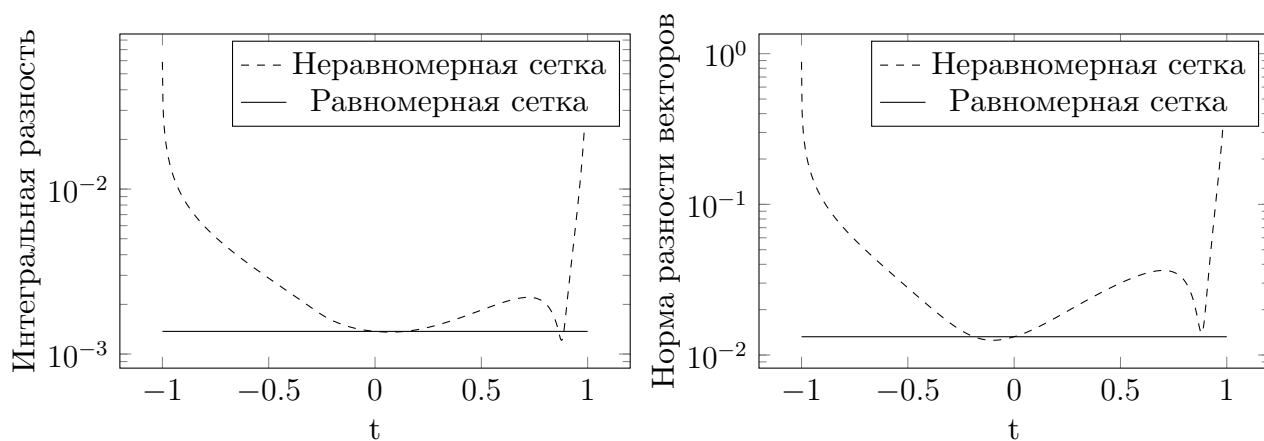 Интегральная разность
10^{-2}
10^{-3}
Неравномерная сетка
Равномерная сетка
−1 −0.5 0 0.5 1
t
Норма разности векторов
10^{0}
10^{-1}
10^{-2}
Неравномерная сетка
Равномерная сетка
−1 −0.5 0 0.5 1
t